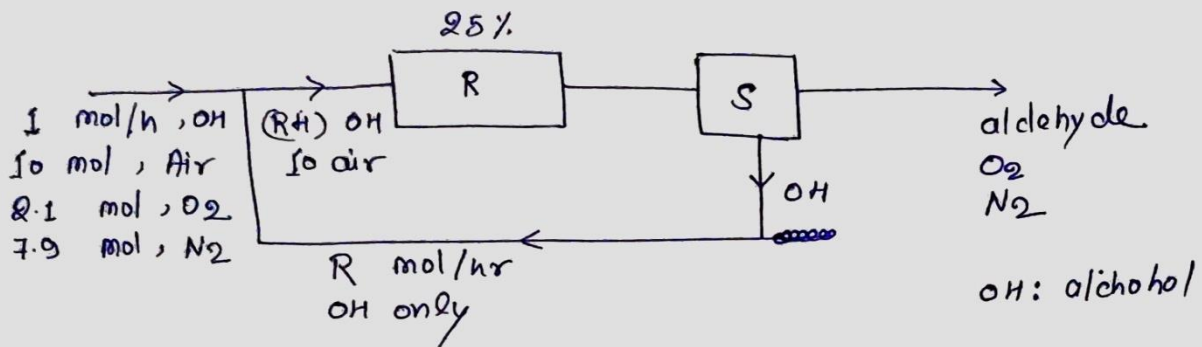 25 %.
R
S
1 mol/h , OH
10 mol , Air
2.1 mol , O2
7.9 mol , N2
(R+1) OH
10 air
aldehyde
O2
N2
OH
R mol/hr
OH only
OH: alchohol